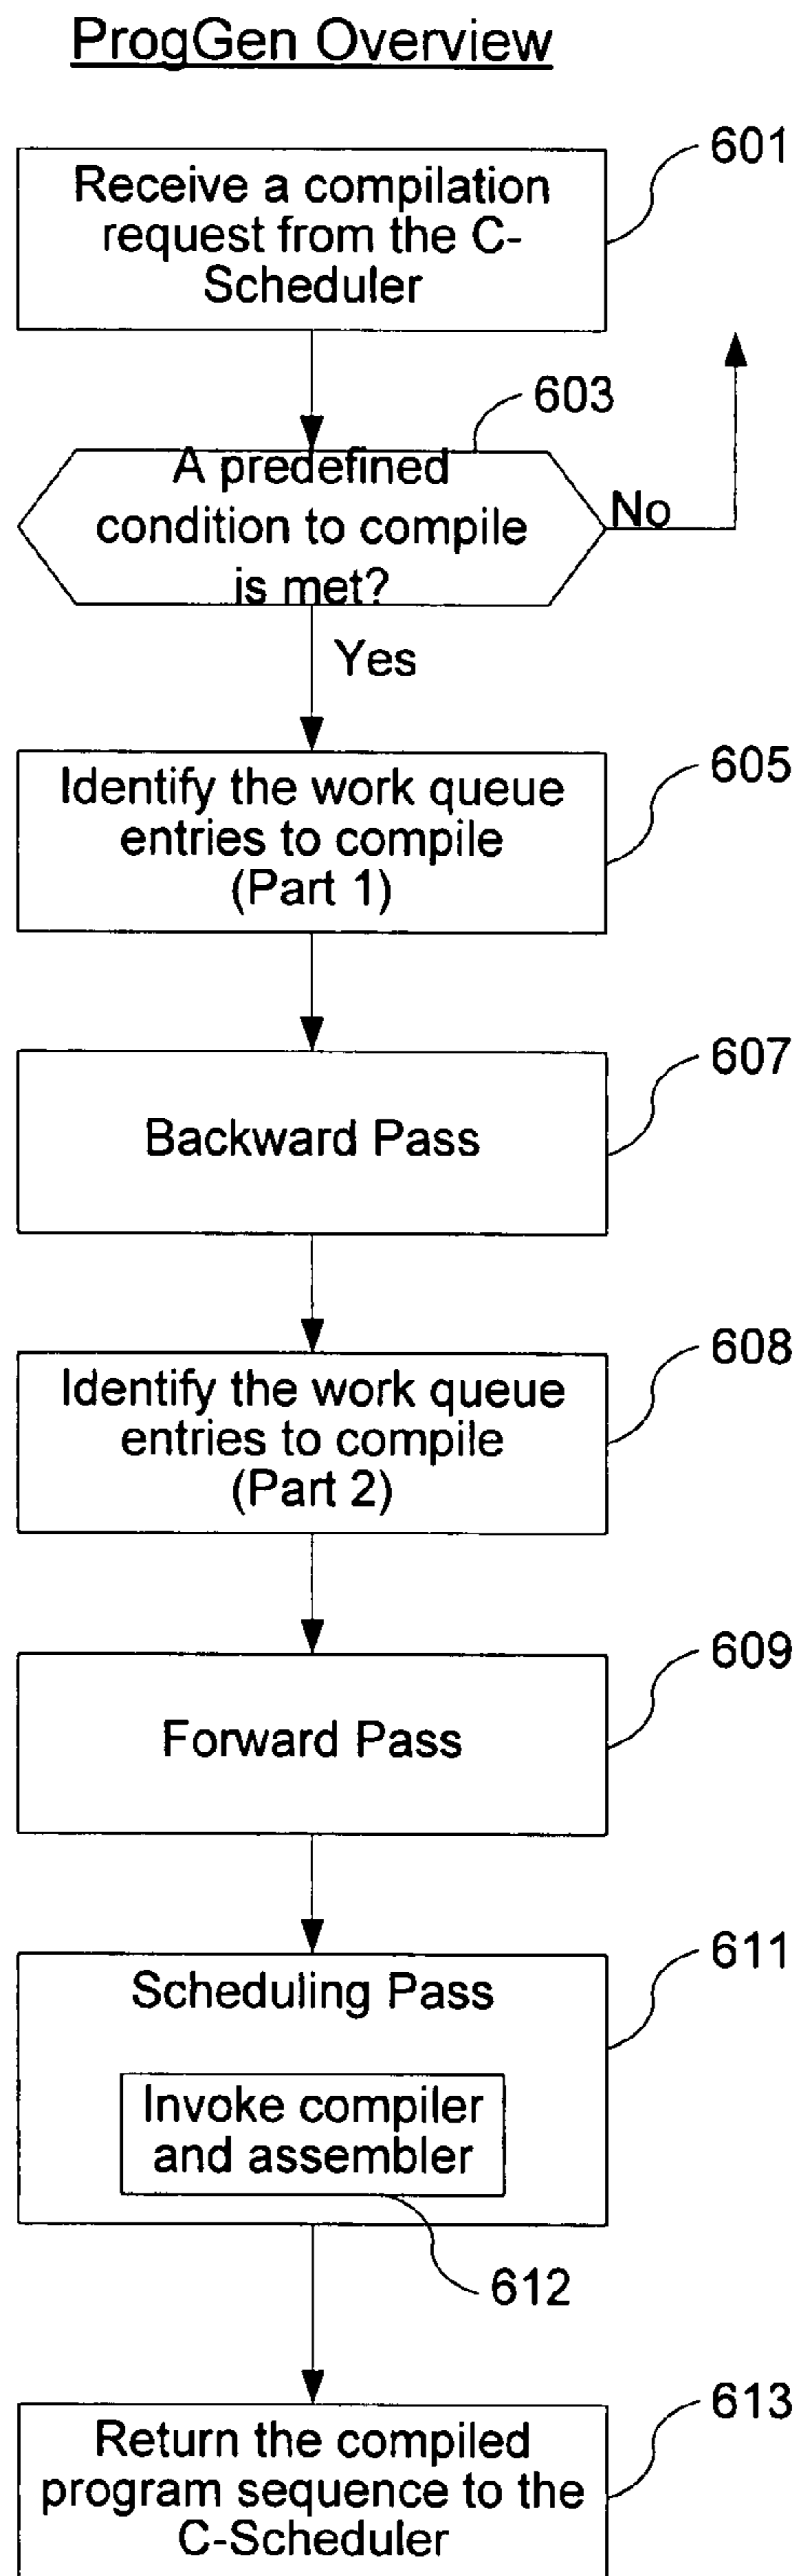 ProgGen Overview
601
Receive a compilation
request from the C-
Scheduler
603
A predefined
condition to compile
is met?
No
Yes
605
Identify the work queue
entries to compile
(Part 1)
607
Backward Pass
608
Identify the work queue
entries to compile
(Part 2)
609
Forward Pass
611
Scheduling Pass
Invoke compiler
and assembler
612
613
Return the compiled
program sequence to the
C-Scheduler